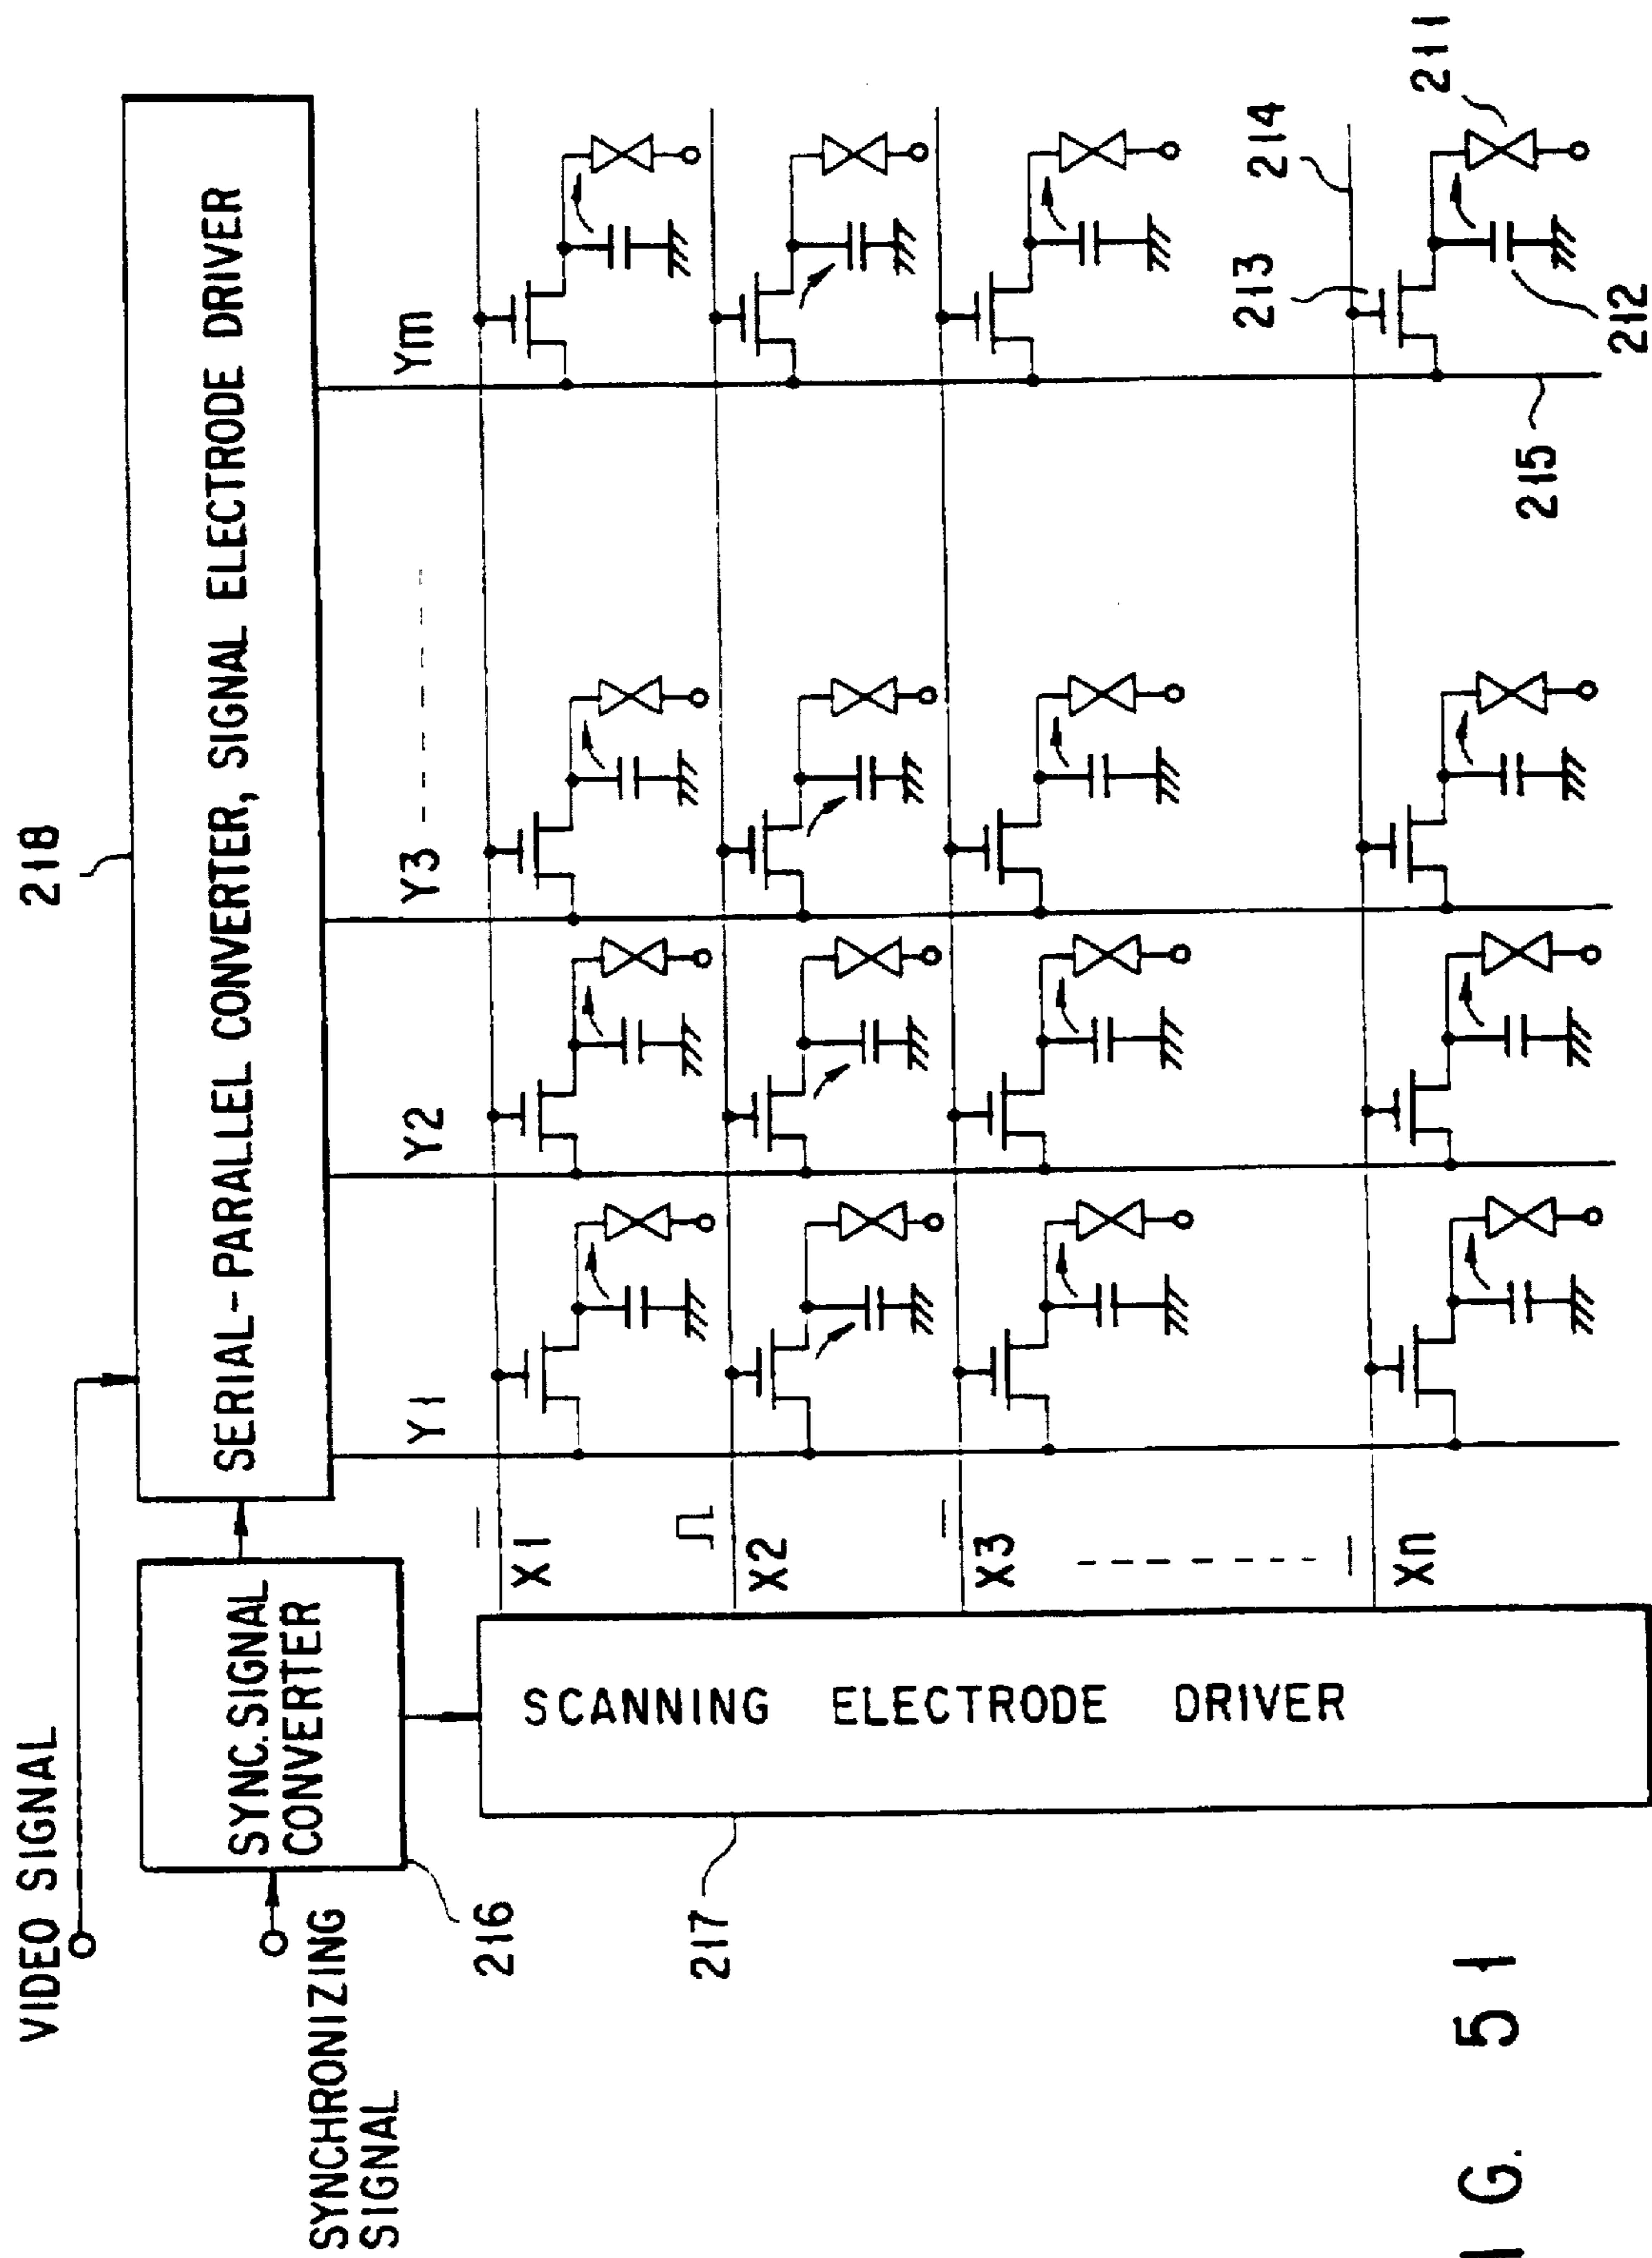 VIDEO SIGNAL
218
SERIAL-PARALLEL CONVERTER, SIGNAL ELECTRODE DRIVER
SYNC.SIGNAL
CONVERTER
SYNCHRONIZING
SIGNAL
216
Y1
Y2
Y3
Ym
X1
X2
X3
Xn
217
SCANNING ELECTRODE DRIVER
214
213
211
212
215
IG. 51